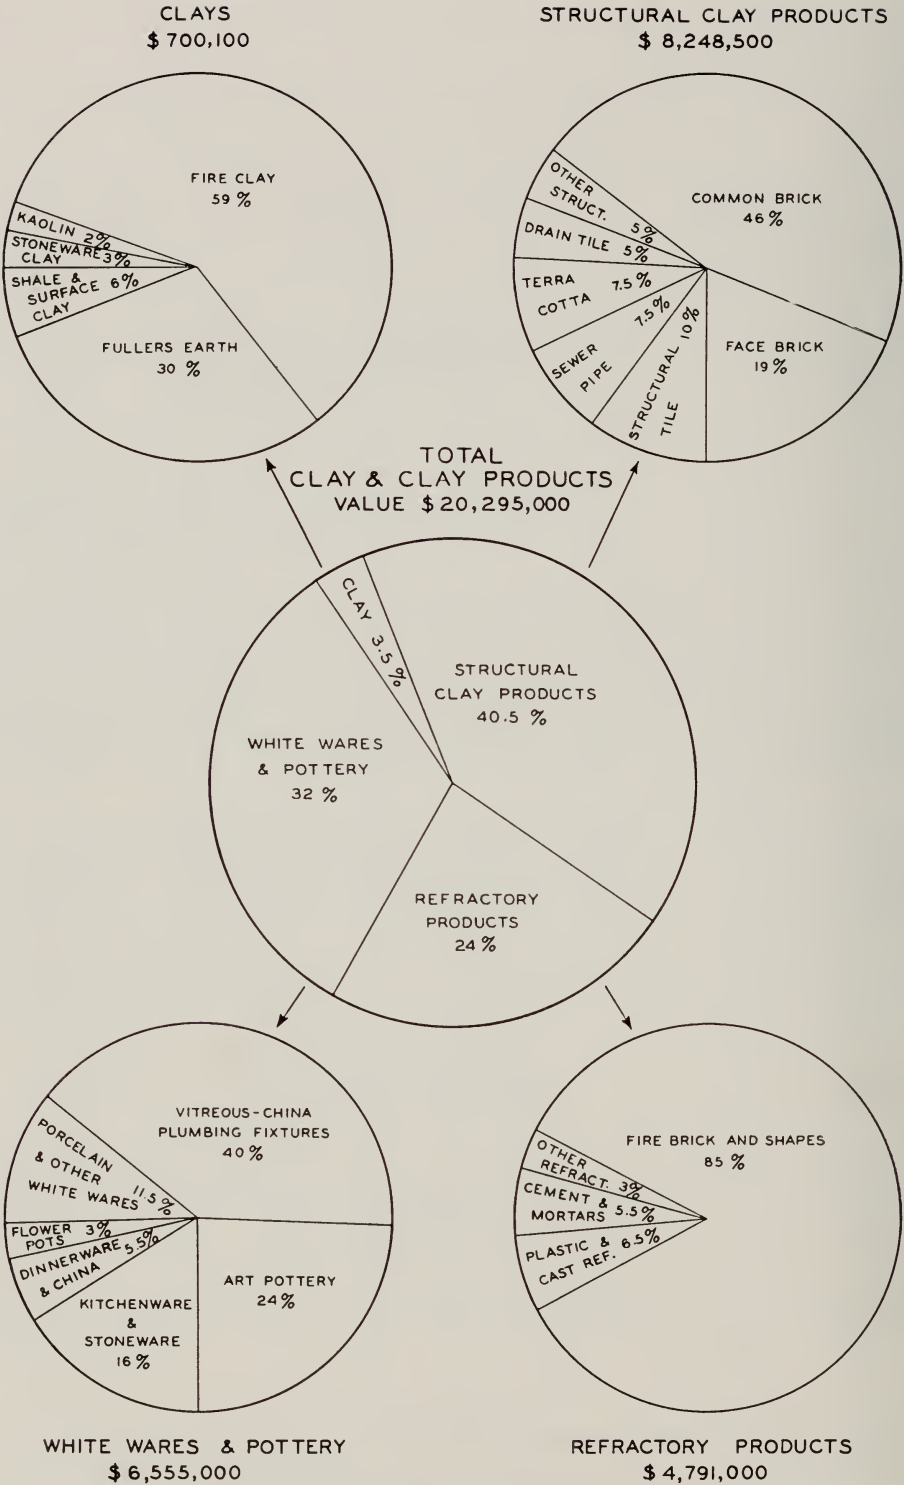 CLAYS
$ 700,100
FIRE CLAY
59 %
KAOLIN 2%
STONEWARE 3%
CLAY
SHALE &
SURFACE 6%
CLAY
FULLERS EARTH
30 %
STRUCTURAL CLAY PRODUCTS
$ 8,248,500
COMMON BRICK
46 %
OTHER
STRUCT. 5%
DRAIN TILE 5%
TERRA
COTTA 7.5%
SEWER
PIPE 7.5%
STRUCTURAL 10%
TILE
FACE BRICK
19 %
TOTAL
CLAY & CLAY PRODUCTS
VALUE $ 20,295,000
CLAY 3.5 %
STRUCTURAL
CLAY PRODUCTS
40.5 %
WHITE WARES
& POTTERY
32 %
REFRACTORY
PRODUCTS
24 %
VITREOUS-CHINA
PLUMBING FIXTURES
40 %
PORCELAIN
& OTHER
WHITE WARES 11.5 %
FLOWER 3%
POTS
DINNERWARE 5.5%
& CHINA
KITCHENWARE
&
STONEWARE
16 %
ART POTTERY
24 %
WHITE WARES & POTTERY
$ 6,555,000
FIRE BRICK AND SHAPES
85 %
OTHER
REFRACT. 3%
CEMENT &
MORTARS 5.5%
PLASTIC & 6.5%
CAST REF.
REFRACTORY PRODUCTS
$ 4,791,000